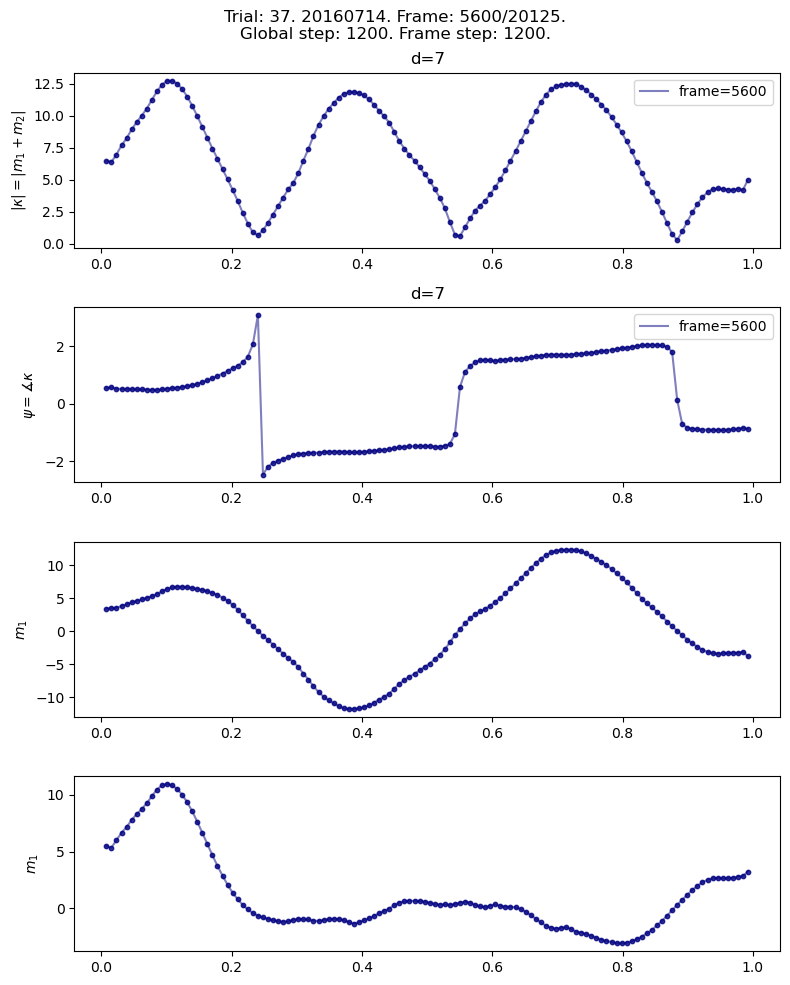 Trial: 37. 20160714. Frame: 5600/20125.
Global step: 1200. Frame step: 1200.
d=7
|κ| = |m₁ + m₂|
12.5
10.0
7.5
5.0
2.5
0.0
frame=5600
0.0 0.2 0.4 0.6 0.8 1.0
d=7
ψ = ∡κ
2
0
−2
frame=5600
0.0 0.2 0.4 0.6 0.8 1.0
m₁
10
5
0
−5
−10
0.0 0.2 0.4 0.6 0.8 1.0
m₁
10
5
0
0.0 0.2 0.4 0.6 0.8 1.0